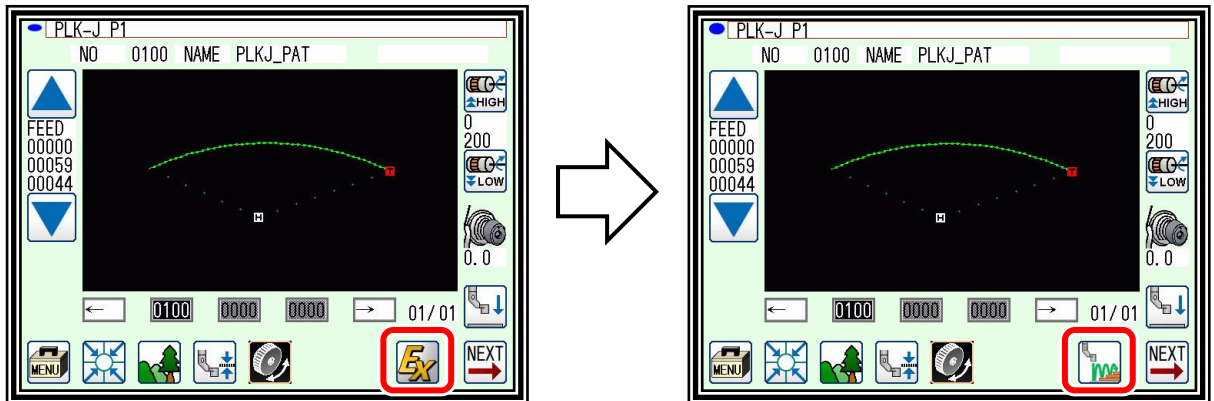 PLK-J P1
NO 0100 NAME PLKJ_PAT
HIGH
FEED
00000
00059
00044
0
200
LOW
T
H
0.0
← 0100 0000 0000 → 01/01
MENU
Ex
NEXT
PLK-J P1
NO 0100 NAME PLKJ_PAT
HIGH
FEED
00000
00059
00044
0
200
LOW
T
H
0.0
← 0100 0000 0000 → 01/01
MENU
NEXT